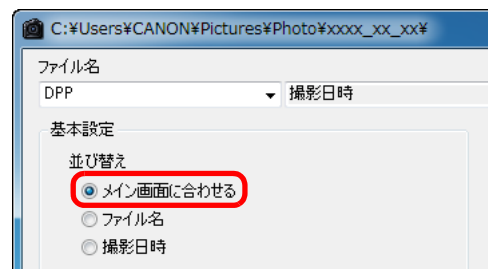 C:¥Users¥CANON¥Pictures¥Photo¥xxxx_xx_xx¥
ファイル名
DPP 撮影日時
基本設定
並び替え
メイン画面に合わせる
ファイル名
撮影日時